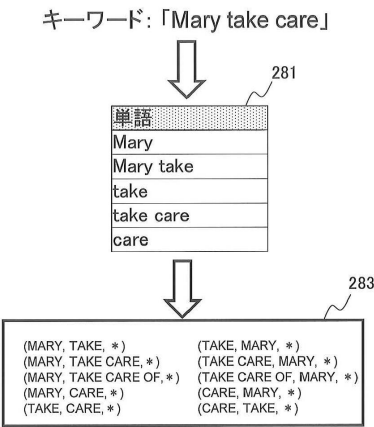 キーワード:「Mary take care」
281
単語
Mary
Mary take
take
take care
care
283
(MARY, TAKE, *) (TAKE, MARY, *)
(MARY, TAKE CARE, *) (TAKE CARE, MARY, *)
(MARY, TAKE CARE OF, *) (TAKE CARE OF, MARY, *)
(MARY, CARE, *) (CARE, MARY, *)
(TAKE, CARE, *) (CARE, TAKE, *)